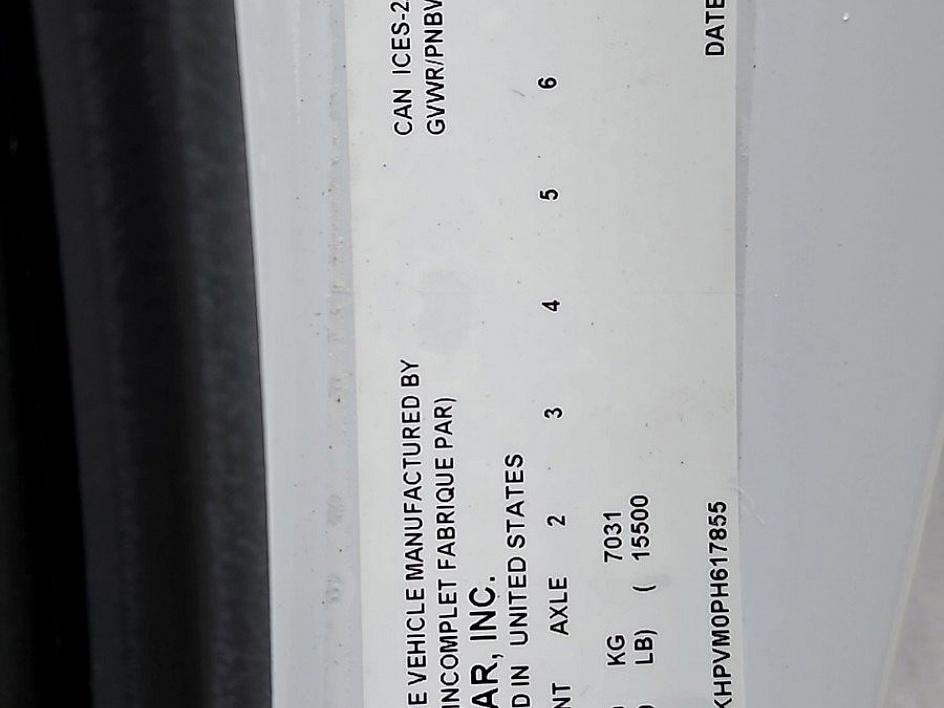 E VEHICLE MANUFACTURED BY
INCOMPLET FABRIQUE PAR)
AR, INC.
D IN UNITED STATES
CAN ICES-2
GVWR/PNBV
NT AXLE 2 3 4 5 6
KG 7031
LB) ( 15500
KHPVM0PH617855
DATE